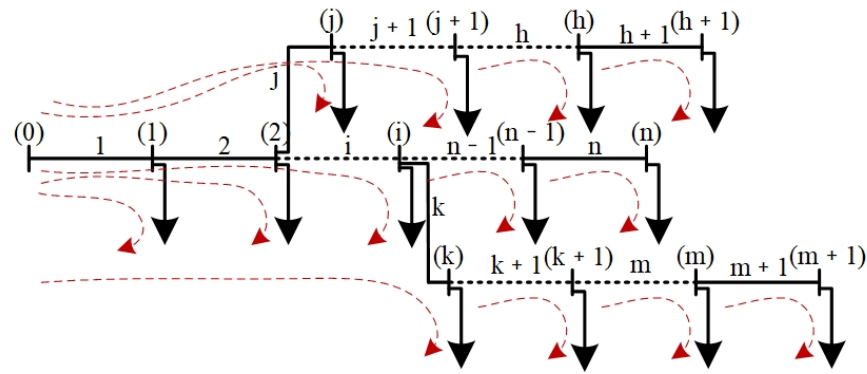 (j) j + 1 (j + 1) h (h) h + 1 (h + 1)
j
(0) 1 (1) 2 (2) i (i) n - 1 (n - 1) n (n)
k
(k) k + 1 (k + 1) m (m) m + 1 (m + 1)